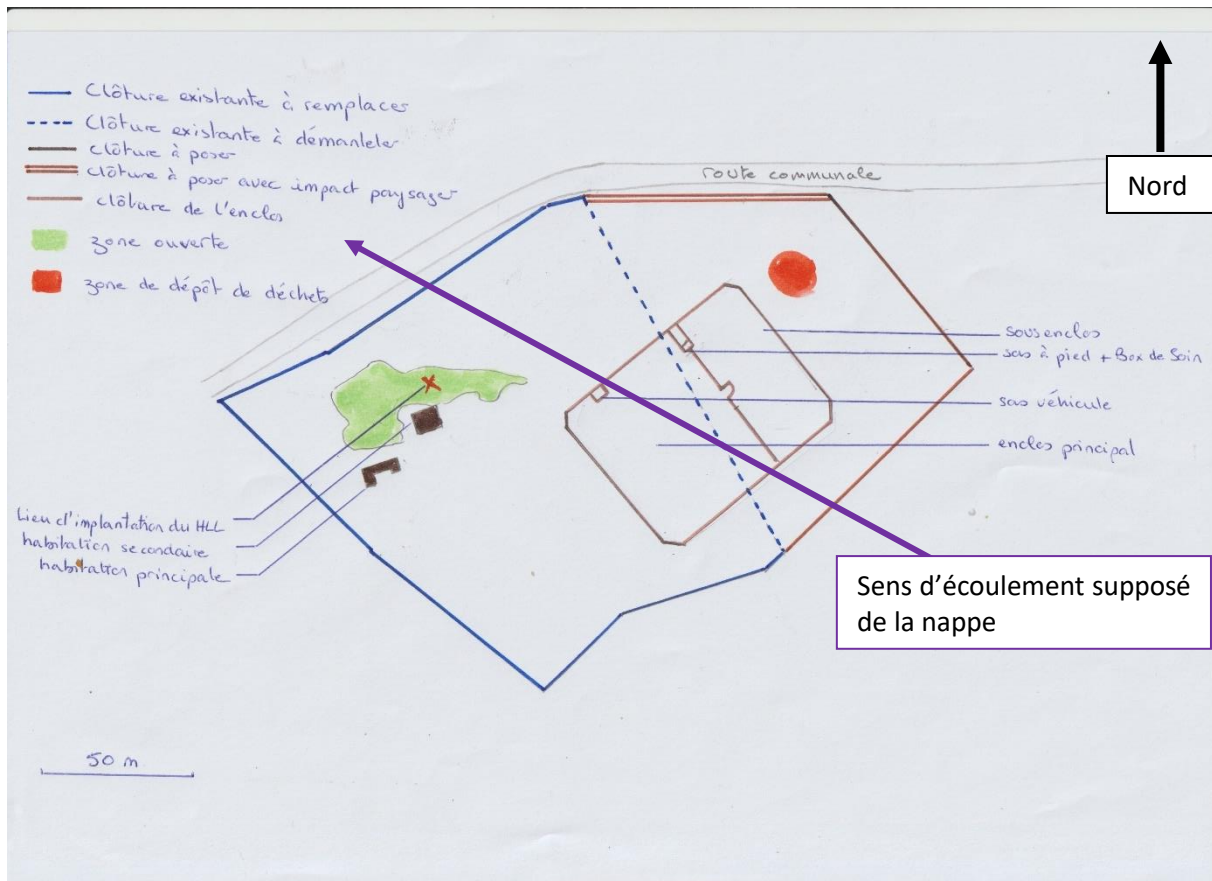 Clôture existante à remplacer
Clôture existante à démanteler
Clôture à poser
Clôture à poser avec impact paysager
clôture de l'enclos
zone ouverte
zone de dépôt de déchets
route communale
Nord
sous enclos
sas à pied + Box de Soin
sas véhicule
enclos principal
Lieu d'implantation du HLL
habitation secondaire
habitation principale
Sens d'écoulement supposé
de la nappe
50 m